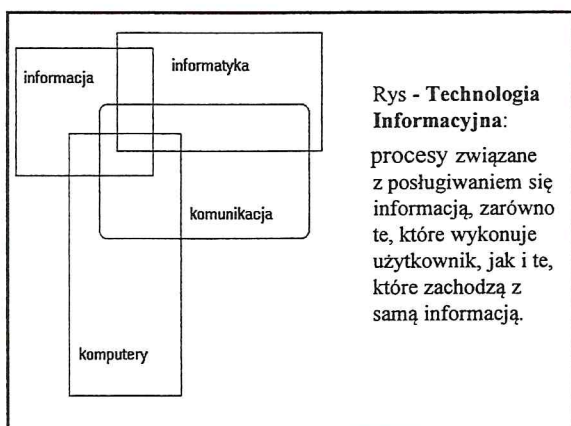 informacja
informatyka
komunikacja
komputery
Rys - Technologia
Informacyjna:
procesy związane
z posługiwaniem się
informacją, zarówno
te, które wykonuje
użytkownik, jak i te,
które zachodzą z
samą informacją.